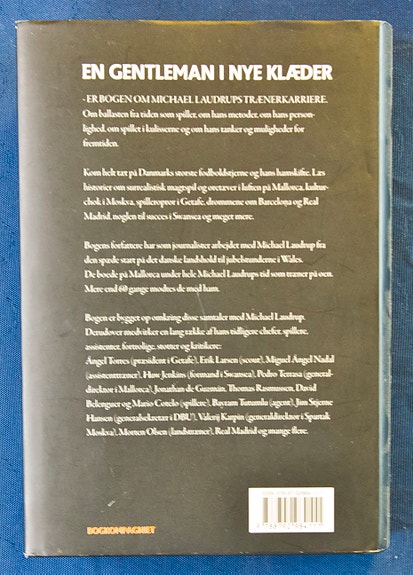 EN GENTLEMAN I NYE KLÆDER
- ER BOGEN OM MICHAEL LAUDRUPS TRÆNERKARRIERE.
Om ballasten fra tiden som spiller, om hans metoder, om hans person-
lighed, om spillet i kulisserne og om hans tanker og muligheder for
fremtiden.
Kom helt tæt på Danmarks største fodboldstjerne og hans hamskifte. Læs
historier om surrealistisk magtspil og øretæver i luften på Mallorca, kultur-
chok i Moskva, spilleroprør i Getafe, drømmene om Barcelona og Real
Madrid, nøglen til succes i Swansea og meget mere.
Bogens forfattere har som journalister arbejdet med Michael Laudrup fra
den spæde start på det danske landshold til jubelstunderne i Wales.
De boede på Mallorca under hele Michael Laudrups tid som træner på øen.
Mere end 60 gange mødtes de med ham.
Bogen er bygget op omkring disse samtaler med Michael Laudrup.
Derudover medvirker en lang række af hans tidligere chefer, spillere,
assistenter, fortrolige, støtter og kritikere:
Ángel Torres (præsident i Getafe), Erik Larsen (scout), Miguel Ángel Nadal
(assistenttræner), Huw Jenkins (formand i Swansea), Pedro Terrasa (general-
direktør i Mallorca), Jonathan de Guzmán, Thomas Rasmussen, David
Belenguer og Mario Cotelo (spillere), Bayram Tutumlu (agent), Jim Stjerne
Hansen (generalsekretær i DBU), Valerij Karpin (generaldirektør i Spartak
Moskva), Morten Olsen (landstræner), Real Madrid og mange flere.
BOGKOMPAGNIET